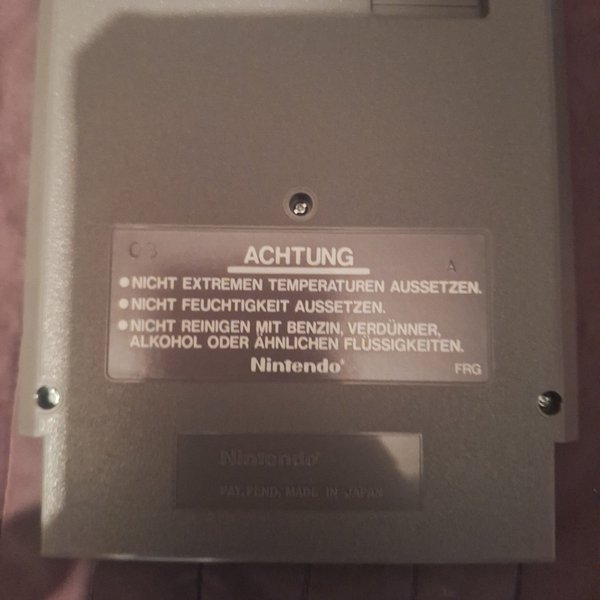 03
ACHTUNG
A
•NICHT EXTREMEN TEMPERATUREN AUSSETZEN.
•NICHT FEUCHTIGKEIT AUSSETZEN.
•NICHT REINIGEN MIT BENZIN, VERDÜNNER,
ALKOHOL ODER ÄHNLICHEN FLÜSSIGKEITEN.
Nintendo®
FRG
Nintendo®
PAT. PEND. MADE IN JAPAN